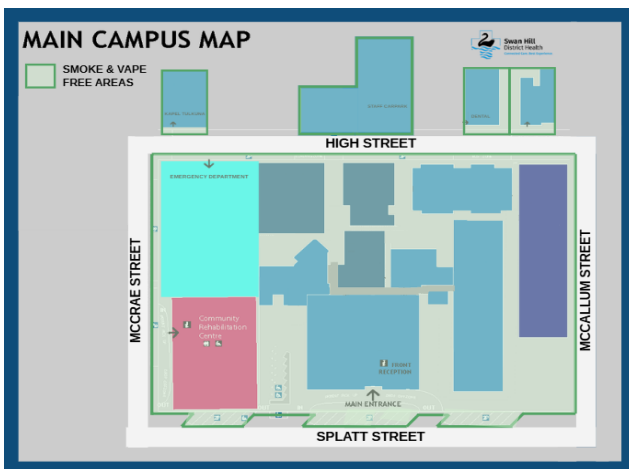 MAIN CAMPUS MAP
Swan Hill
District Health
SMOKE & VAPE
FREE AREAS
DENTAL
HIGH STREET
EMERGENCY DEPARTMENT
MCCRAE STREET
MCCALLUM STREET
Community
Rehabilitation
Centre
FRONT
RECEPTION
MAIN ENTRANCE
SPLATT STREET